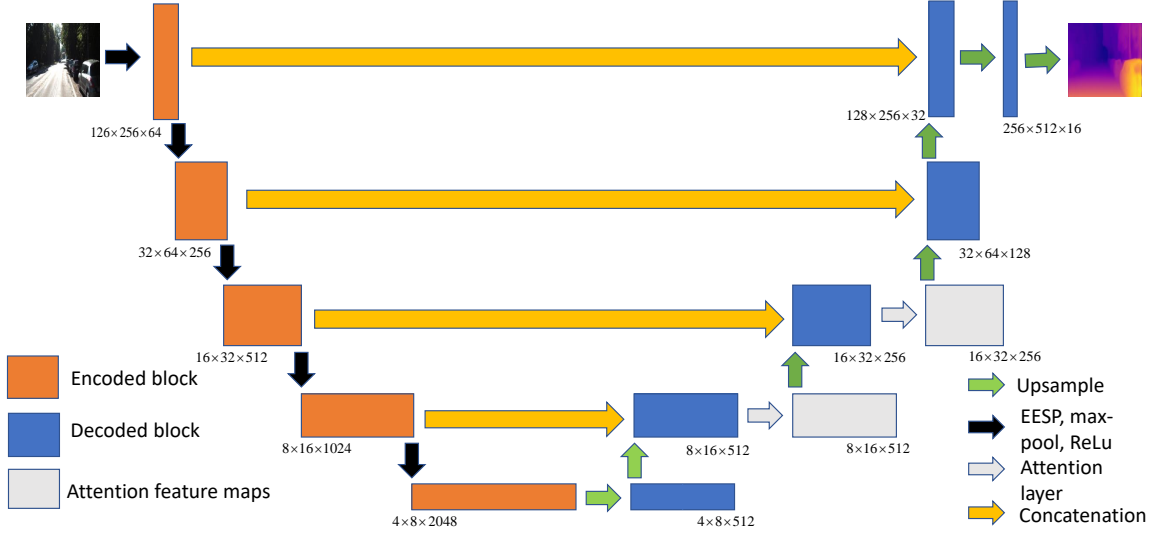 126×256×64
128×256×32
256×512×16
32×64×256
32×64×128
16×32×512
16×32×256
16×32×256
Encoded block
Decoded block
Attention feature maps
8×16×1024
8×16×512
8×16×512
4×8×2048
4×8×512
Upsample
EESP, max-
pool, ReLu
Attention
layer
Concatenation